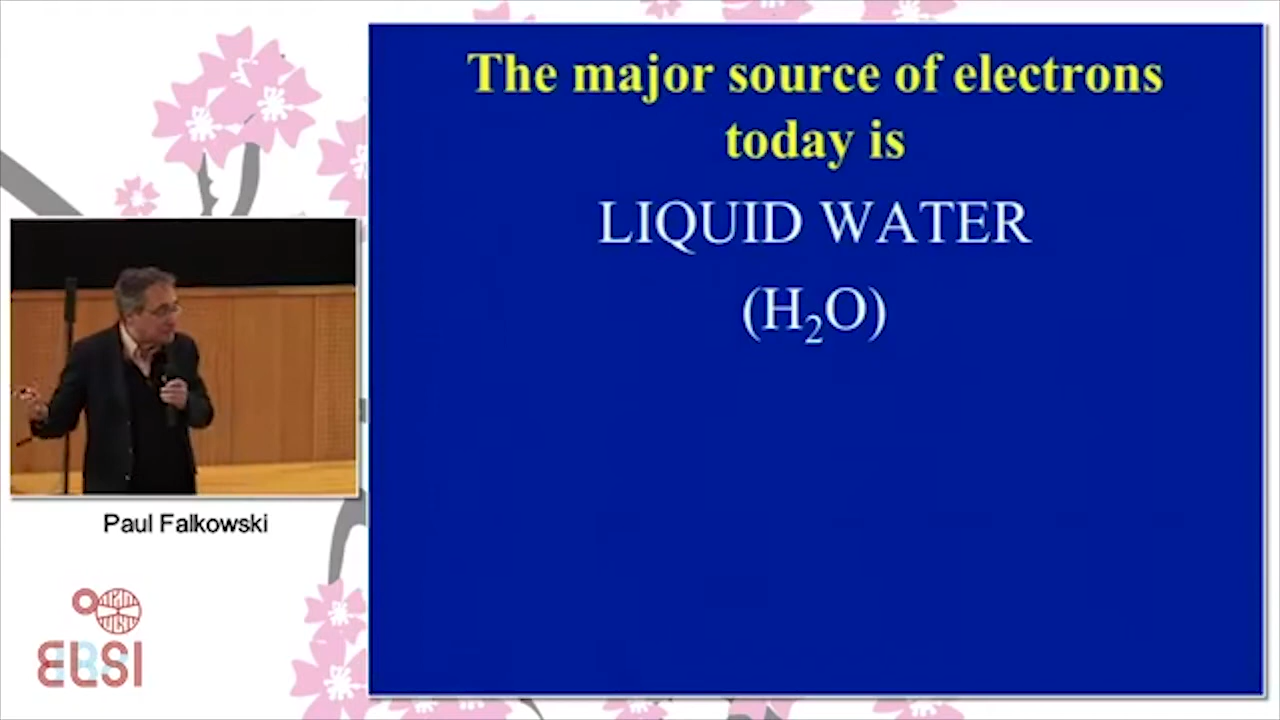 The major source of electrons
today is
LIQUID WATER
(H₂O)
Paul Falkowski
ELSI